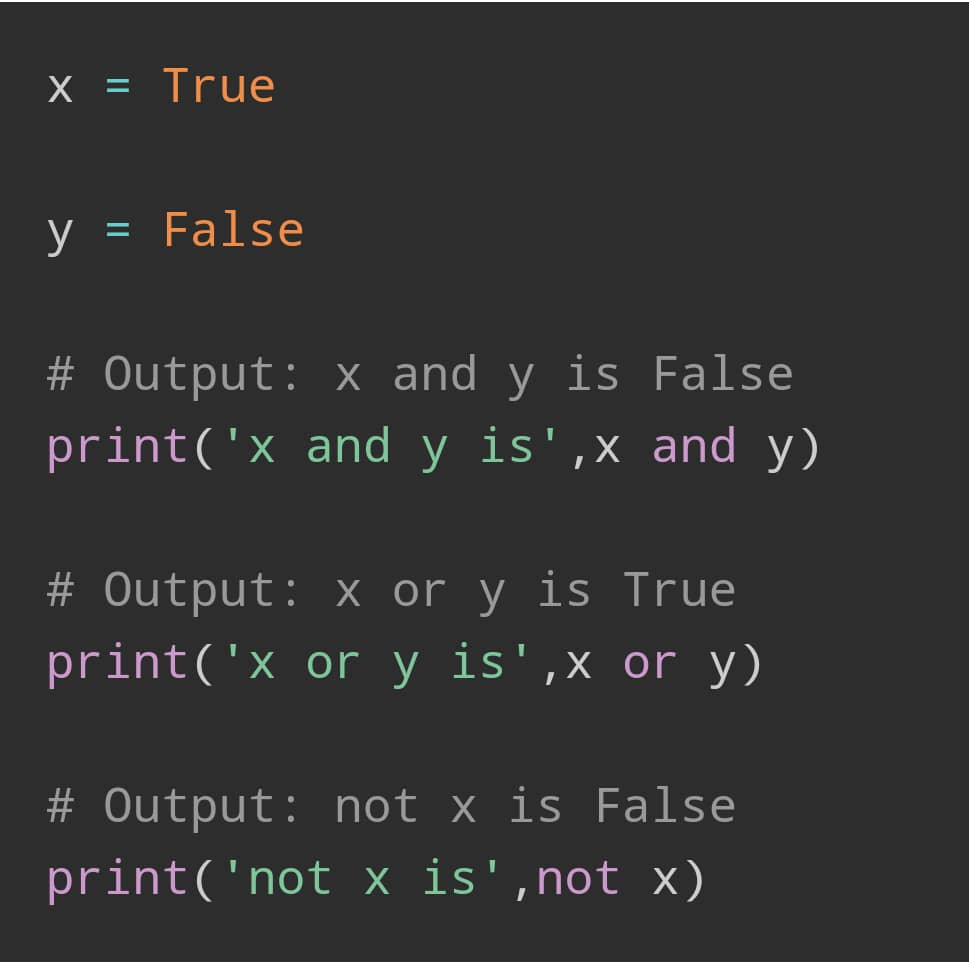 x = True
y = False
# Output: x and y is False
print('x and y is',x and y)
# Output: x or y is True
print('x or y is',x or y)
# Output: not x is False
print('not x is',not x)